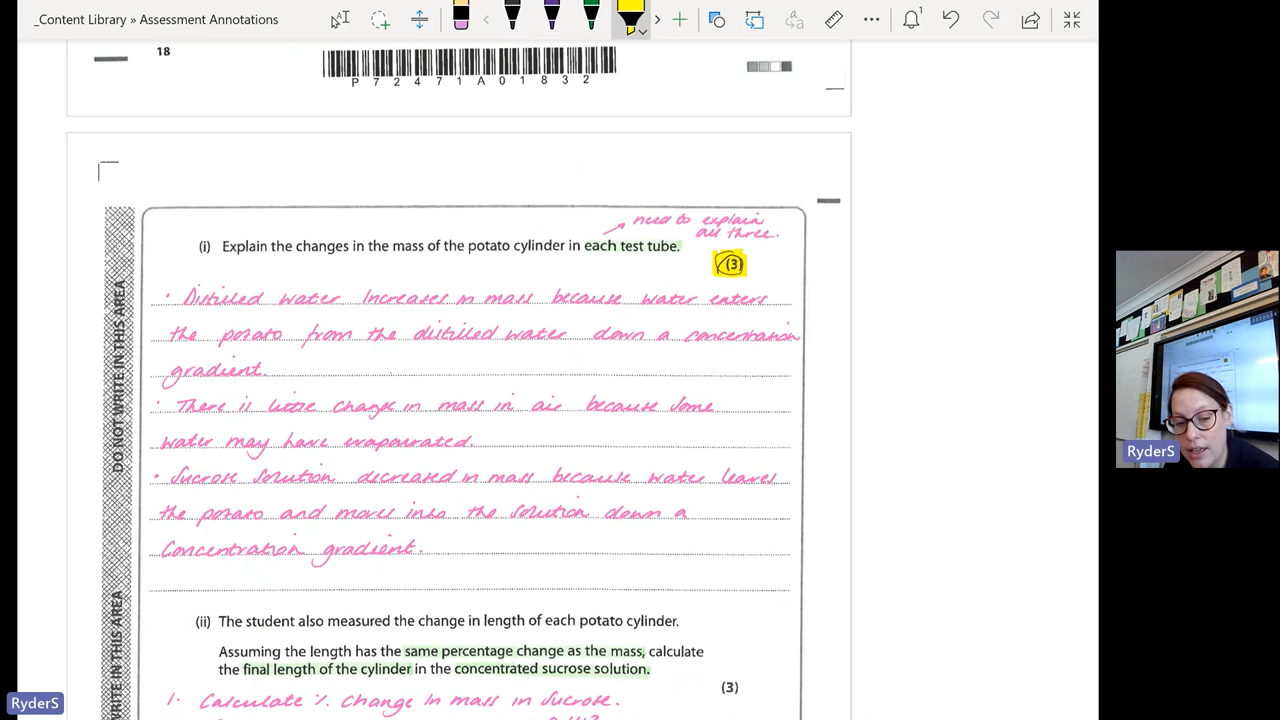 _Content Library » Assessment Annotations
18
P 7 2 4 7 1 A 0 1 8 3 2
need to explain
all three.
(i) Explain the changes in the mass of the potato cylinder in each test tube.
(3)
• Distilled water increases in mass because water enters
the potato from the distilled water down a concentration
gradient.
• There is little change in mass in air because some
water may have evapourated.
• Sucrose solution decreased in mass because water leaves
the potato and moves into the solution down a
concentration gradient.
DO NOT WRITE IN THIS AREA
(ii) The student also measured the change in length of each potato cylinder.
Assuming the length has the same percentage change as the mass, calculate
the final length of the cylinder in the concentrated sucrose solution.
(3)
1. Calculate % change in mass in sucrose.
WRITE IN THIS AREA
RyderS
RyderS